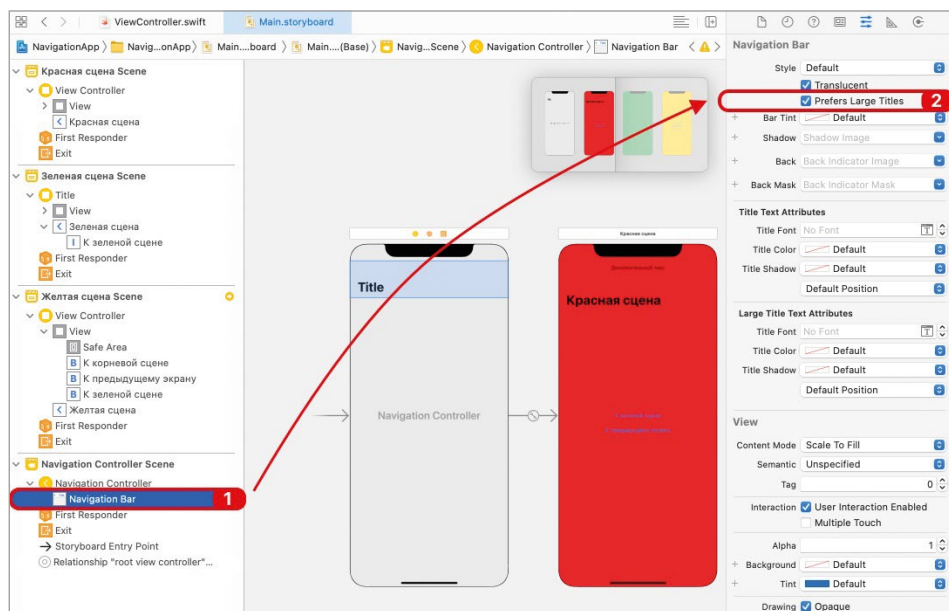 ViewController.swift
Main.storyboard
NavigationApp
Navig...onApp
Main....board
Main....(Base)
Navig...Scene
Navigation Controller
Navigation Bar
Красная сцена Scene
View Controller
View
Красная сцена
First Responder
Exit
Зеленая сцена Scene
Title
View
Зеленая сцена
К зеленой сцене
First Responder
Exit
Желтая сцена Scene
View Controller
View
Safe Area
B К корневой сцене
B К предыдущему экрану
B К зеленой сцене
Желтая сцена
First Responder
Exit
Navigation Controller Scene
Navigation Controller
Navigation Bar 1
First Responder
Exit
Storyboard Entry Point
Relationship "root view controller"...
Title
Navigation Controller
Красная сцена
Красная сцена
Navigation Bar
Style Default
Translucent
Prefers Large Titles 2
+ Bar Tint Default
+ Shadow Shadow Image
+ Back Back Indicator Image
+ Back Mask Back Indicator Mask
Title Text Attributes
Title Font No Font
Title Color Default
Title Shadow Default
Default Position
Large Title Text Attributes
Title Font No Font
Title Color Default
Title Shadow Default
Default Position
View
Content Mode Scale To Fill
Semantic Unspecified
Tag 0
Interaction User Interaction Enabled
Multiple Touch
Alpha 1
+ Background Default
+ Tint Default
Drawing Opaque